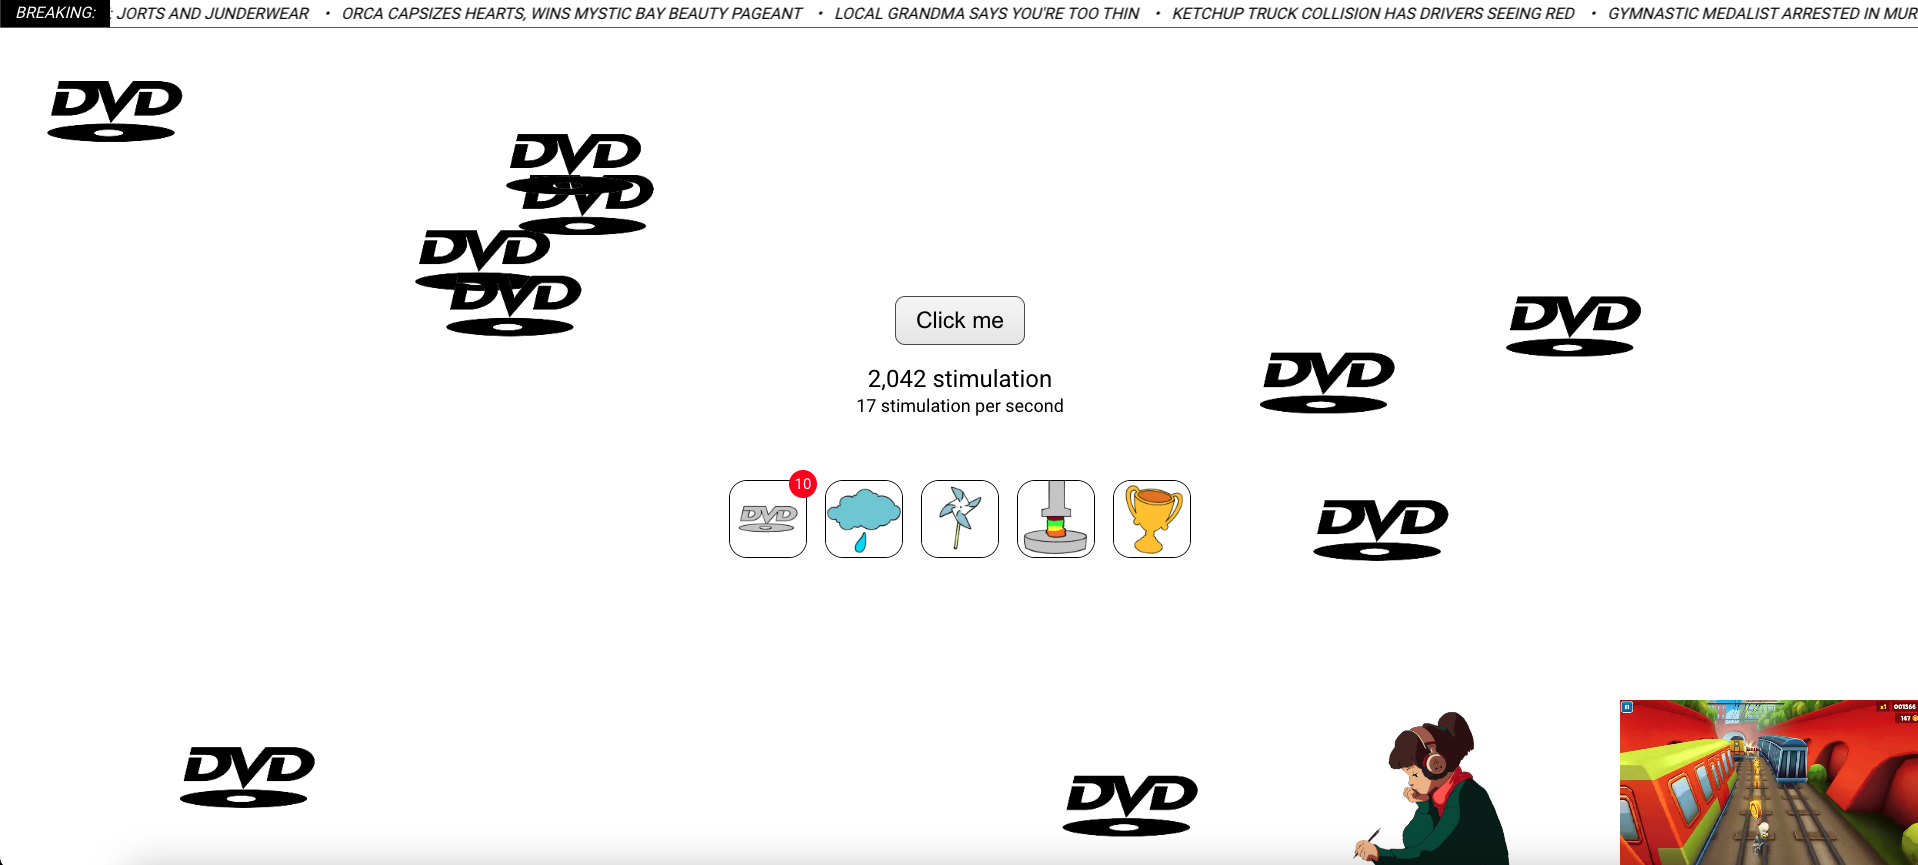 BREAKING: JORTS AND JUNDERWEAR • ORCA CAPSIZES HEARTS, WINS MYSTIC BAY BEAUTY PAGEANT • LOCAL GRANDMA SAYS YOU'RE TOO THIN • KETCHUP TRUCK COLLISION HAS DRIVERS SEEING RED • GYMNASTIC MEDALIST ARRESTED IN MUR
DVD
DVD
DVD
DVD
DVD
Click me
DVD
DVD
2,042 stimulation
17 stimulation per second
10
DVD
DVD
x1 001366
147
DVD
DVD